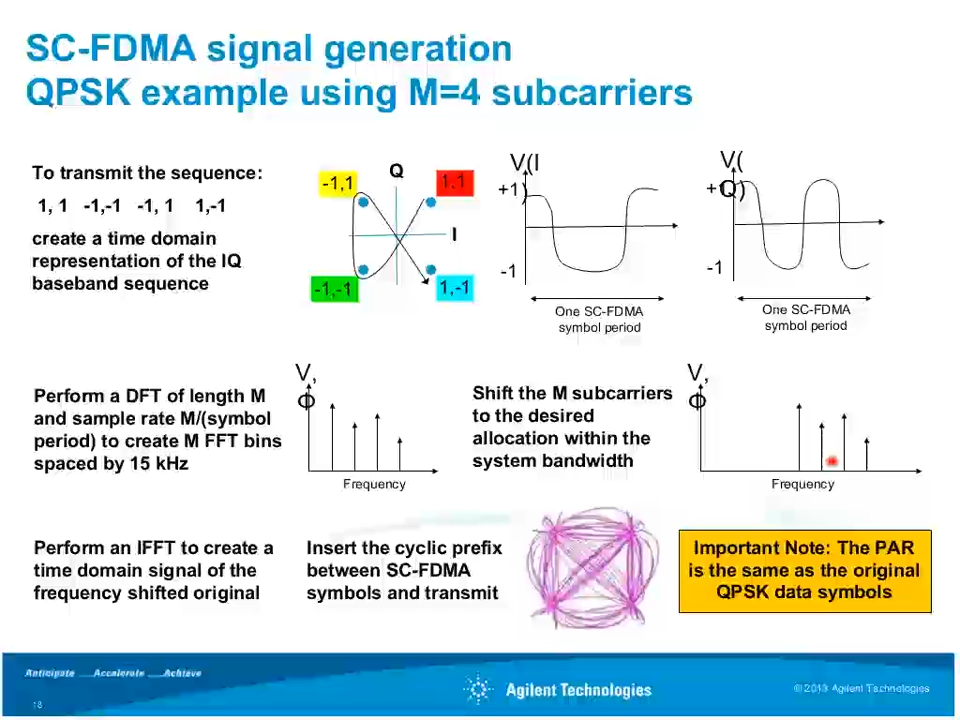 SC-FDMA signal generation
QPSK example using M=4 subcarriers
To transmit the sequence:
1, 1 -1,-1 -1, 1 1,-1
create a time domain
representation of the IQ
baseband sequence
Q
-1,1
1,1
I
-1,-1
1,-1
V(I
)
+1
-1
One SC-FDMA
symbol period
V(
Q)
+1
-1
One SC-FDMA
symbol period
Perform a DFT of length M
and sample rate M/(symbol
period) to create M FFT bins
spaced by 15 kHz
V,
Φ
Frequency
Shift the M subcarriers
to the desired
allocation within the
system bandwidth
V,
Φ
Frequency
Perform an IFFT to create a
time domain signal of the
frequency shifted original
Insert the cyclic prefix
between SC-FDMA
symbols and transmit
Important Note: The PAR
is the same as the original
QPSK data symbols
Anticipate ___Accelerate ___Achieve
Agilent Technologies
© 2013 Agilent Technologies
18